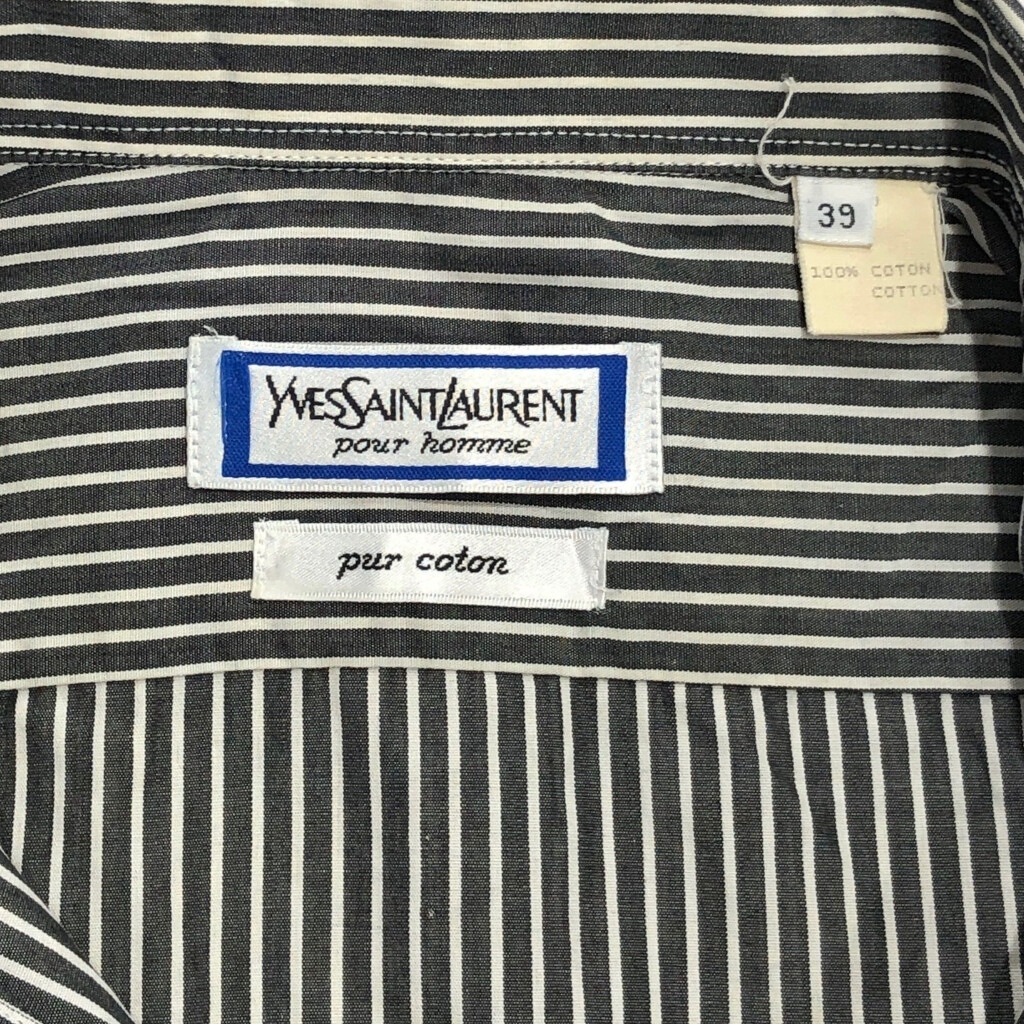 39
100% COTON
COTTON
YVESSAINTLAURENT
pour homme
pur coton